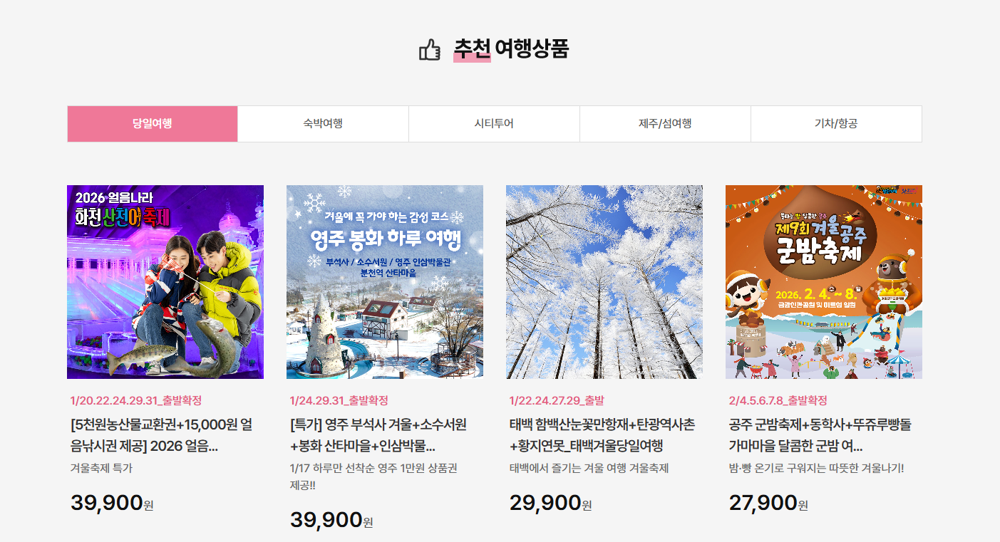 추천 여행상품
당일여행
숙박여행
시티투어
제주/섬여행
기차/항공
2026 얼음나라
화천산천어축제
1/20.22.24.29.31_출발확정
[5천원농산물교환권+15,000원 얼
음낚시권 제공] 2026 얼음...
겨울축제 특가
39,900원
겨울에 꼭 가야 하는 감성 코스
영주 봉화 하루 여행
부석사 / 소수서원 / 영주 인삼박물관
분천역 산타마을
1/24.29.31_출발확정
[특가] 영주 부석사 겨울+소수서원
+봉화 산타마을+인삼박물...
1/17 하루만 선착순 영주 1만원 상품권
제공!!
39,900원
1/22.24.27.29_출발
태백 함백산눈꽃만항재+탄광역사촌
+황지연못_태백겨울당일여행
태백에서 즐기는 겨울 여행 겨울축제
29,900원
제9회 겨울공주
군밤축제
2026. 2. 4. 수 ~ 8. 일
금강신관공원 및 미르섬 일원
2/4.5.6.7.8_출발확정
공주 군밤축제+동학사+뚜쥬루빵돌
가마마을 달콤한 군밤 여...
밤·빵 온기로 구워지는 따뜻한 겨울나기!
27,900원